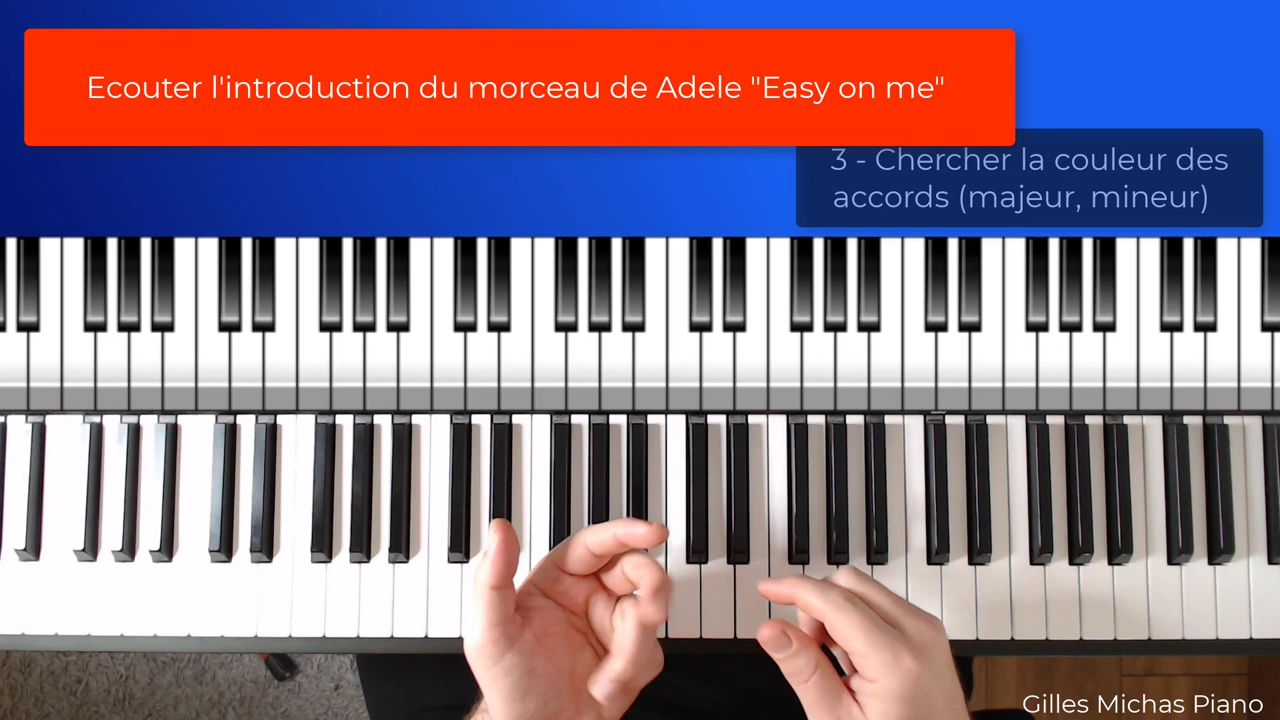 Ecouter l'introduction du morceau de Adele "Easy on me"
3 - Chercher la couleur des
accords (majeur, mineur)
Gilles Michas Piano